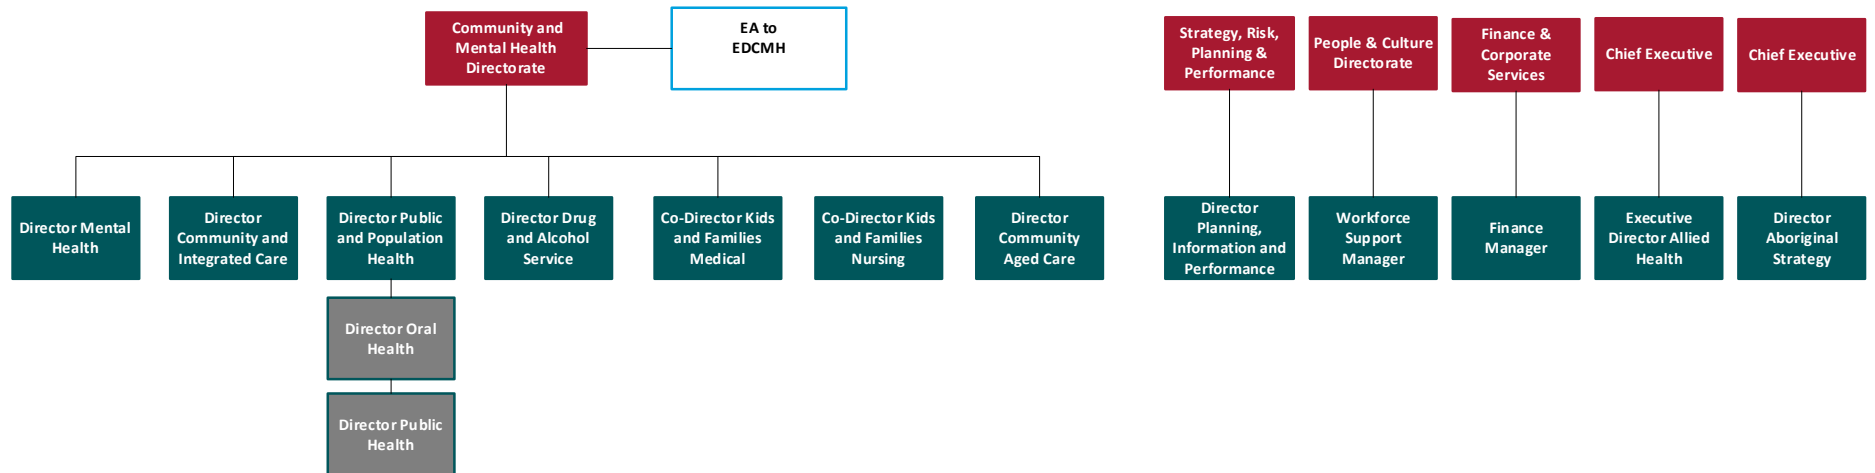 Community and
Mental Health
Directorate
EA to
EDCMH
Strategy, Risk,
Planning &
Performance
People & Culture
Directorate
Finance &
Corporate
Services
Chief Executive
Chief Executive
Director Mental
Health
Director
Community and
Integrated Care
Director Public
and Population
Health
Director Drug
and Alcohol
Service
Co-Director Kids
and Families
Medical
Co-Director Kids
and Families
Nursing
Director
Community
Aged Care
Director
Planning,
Information and
Performance
Workforce
Support
Manager
Finance
Manager
Executive
Director Allied
Health
Director
Aboriginal
Strategy
Director Oral
Health
Director Public
Health